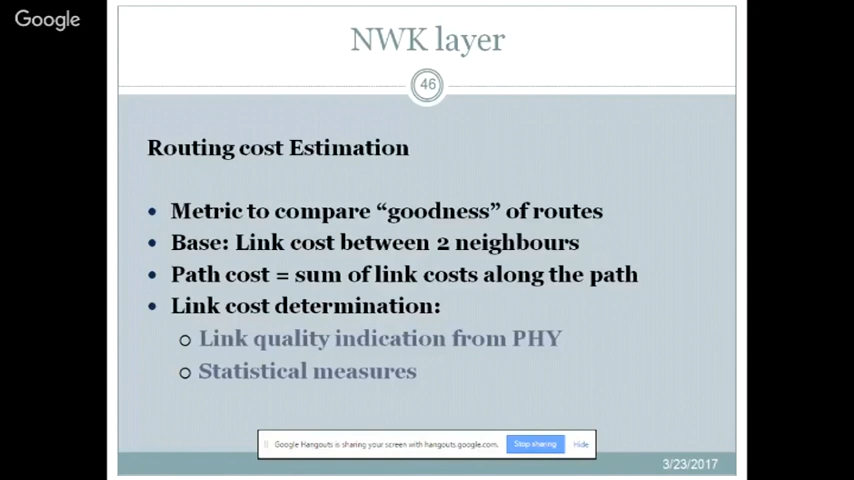 Google
NWK layer
46
Routing cost Estimation
• Metric to compare “goodness” of routes
• Base: Link cost between 2 neighbours
• Path cost = sum of link costs along the path
• Link cost determination:
○ Link quality indication from PHY
○ Statistical measures
Google Hangouts is sharing your screen with hangouts.google.com. Stop sharing Hide
3/23/2017